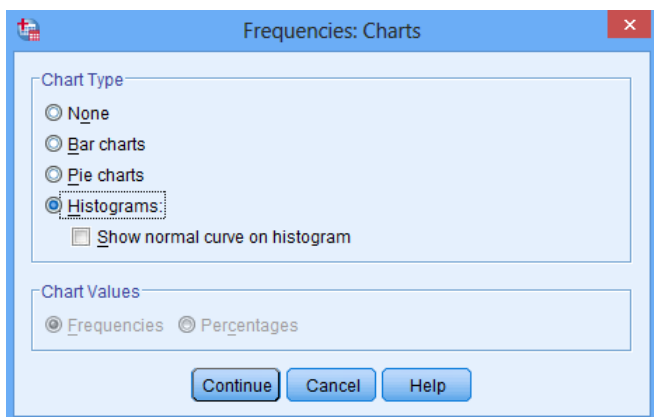 Frequencies: Charts
Chart Type
None
Bar charts
Pie charts
Histograms:
Show normal curve on histogram
Chart Values
Frequencies Percentages
Continue Cancel Help